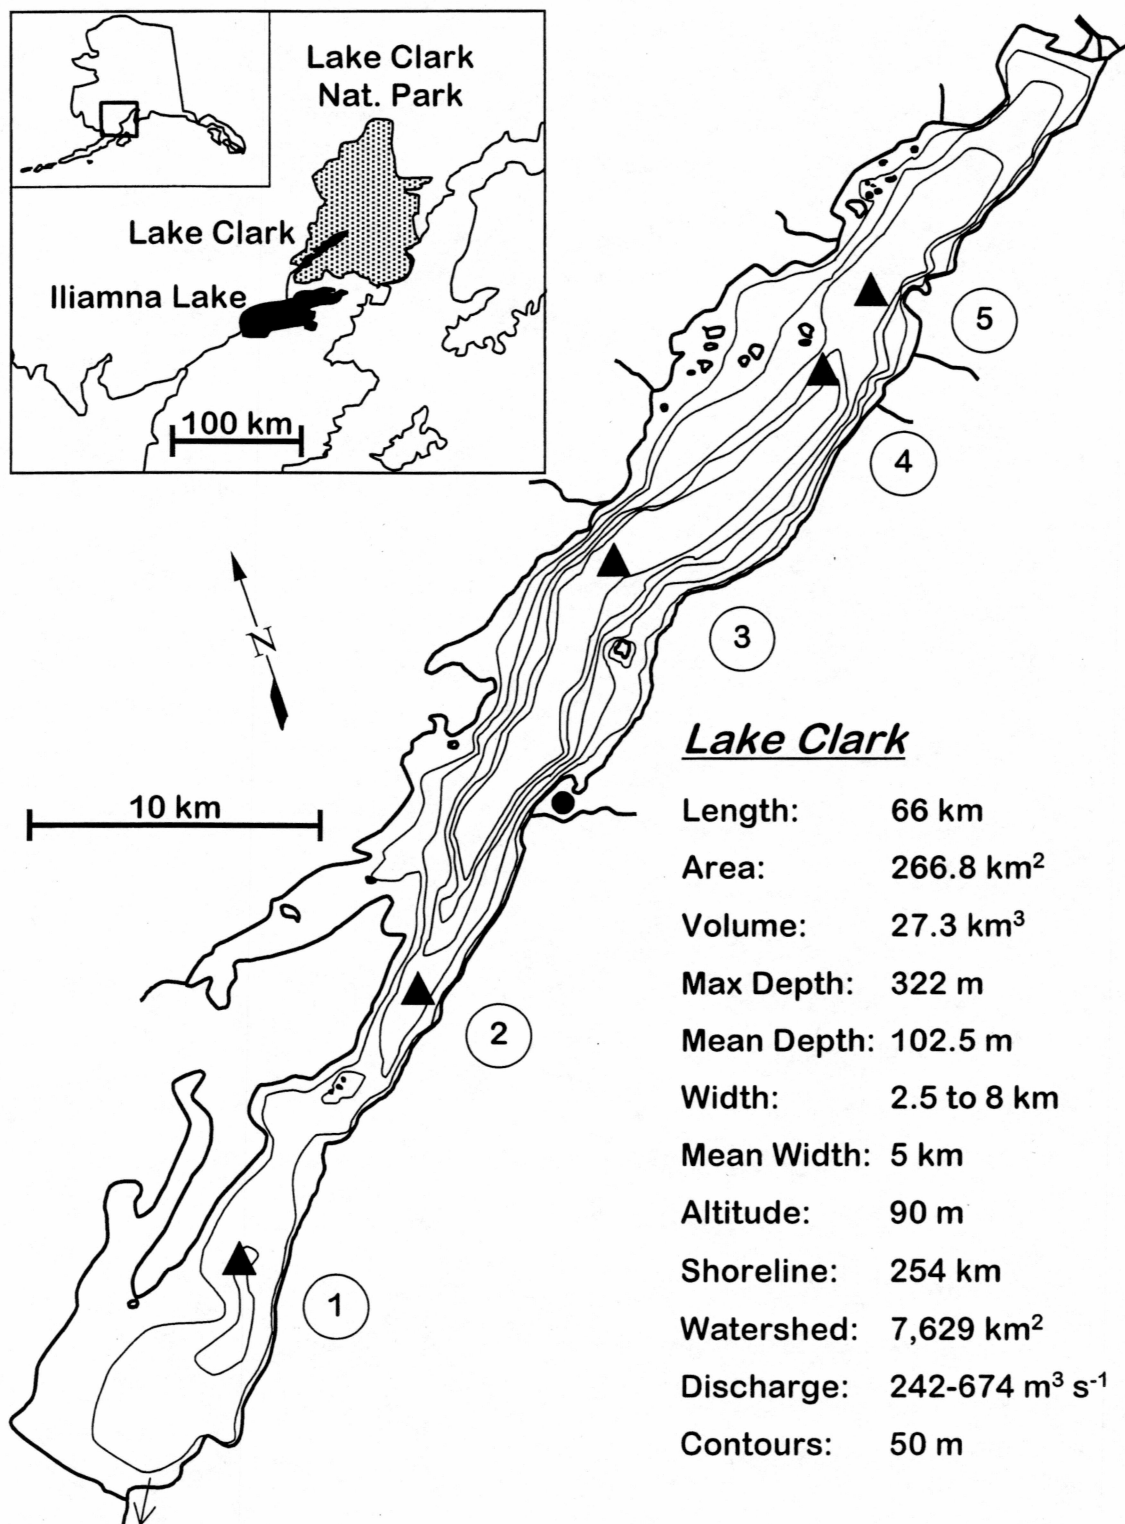 Lake Clark
Nat. Park
Lake Clark
Iliamna Lake
100 km
5
4
N
3
Lake Clark
10 km
Length: 66 km
Area: 266.8 km²
Volume: 27.3 km³
Max Depth: 322 m
Mean Depth: 102.5 m
2
Width: 2.5 to 8 km
Mean Width: 5 km
Altitude: 90 m
Shoreline: 254 km
1
Watershed: 7,629 km²
Discharge: 242-674 m³ s⁻¹
Contours: 50 m